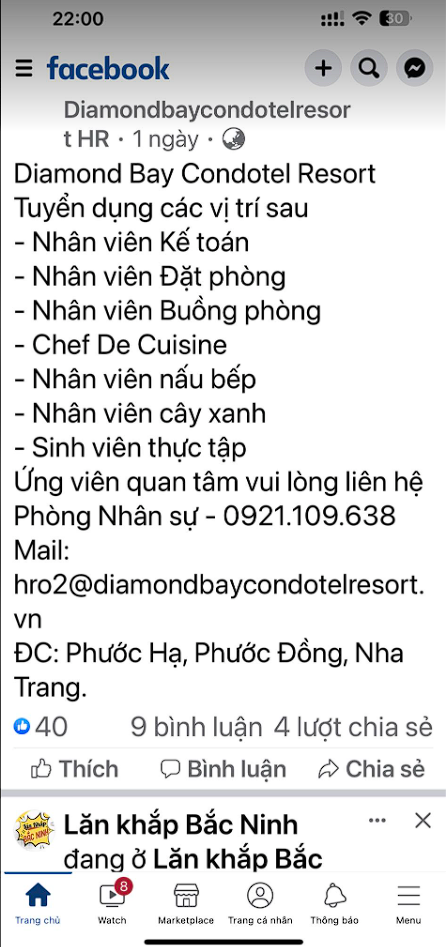 22:00
30
facebook
Diamondbaycondotelresor
t HR · 1 ngày ·
Diamond Bay Condotel Resort
Tuyển dụng các vị trí sau
- Nhân viên Kế toán
- Nhân viên Đặt phòng
- Nhân viên Buồng phòng
- Chef De Cuisine
- Nhân viên nấu bếp
- Nhân viên cây xanh
- Sinh viên thực tập
Ứng viên quan tâm vui lòng liên hệ
Phòng Nhân sự - 0921.109.638
Mail:
hro2@diamondbaycondotelresort.
vn
ĐC: Phước Hạ, Phước Đồng, Nha
Trang.
40 9 bình luận 4 lượt chia sẻ
Thích Bình luận Chia sẻ
Lăn khắp BẮC NINH
Lăn khắp Bắc Ninh
đang ở Lăn khắp Bắc
8
Trang chủ Watch Marketplace Trang cá nhân Thông báo Menu